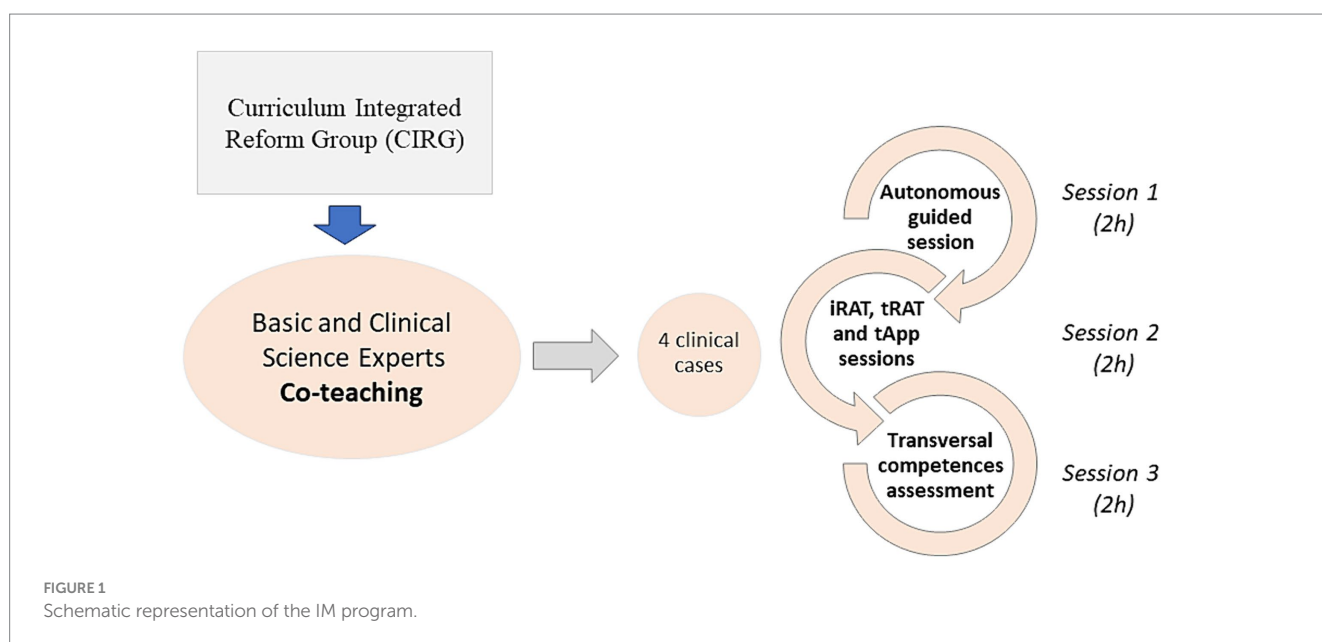 Curriculum Integrated
Reform Group (CIRG)
Basic and Clinical
Science Experts
Co-teaching
4 clinical
cases
Autonomous
guided
session
Session 1
(2h)
iRAT, tRAT
and tApp
sessions
Session 2
(2h)
Transversal
competences
assessment
Session 3
(2h)
FIGURE 1
Schematic representation of the IM program.